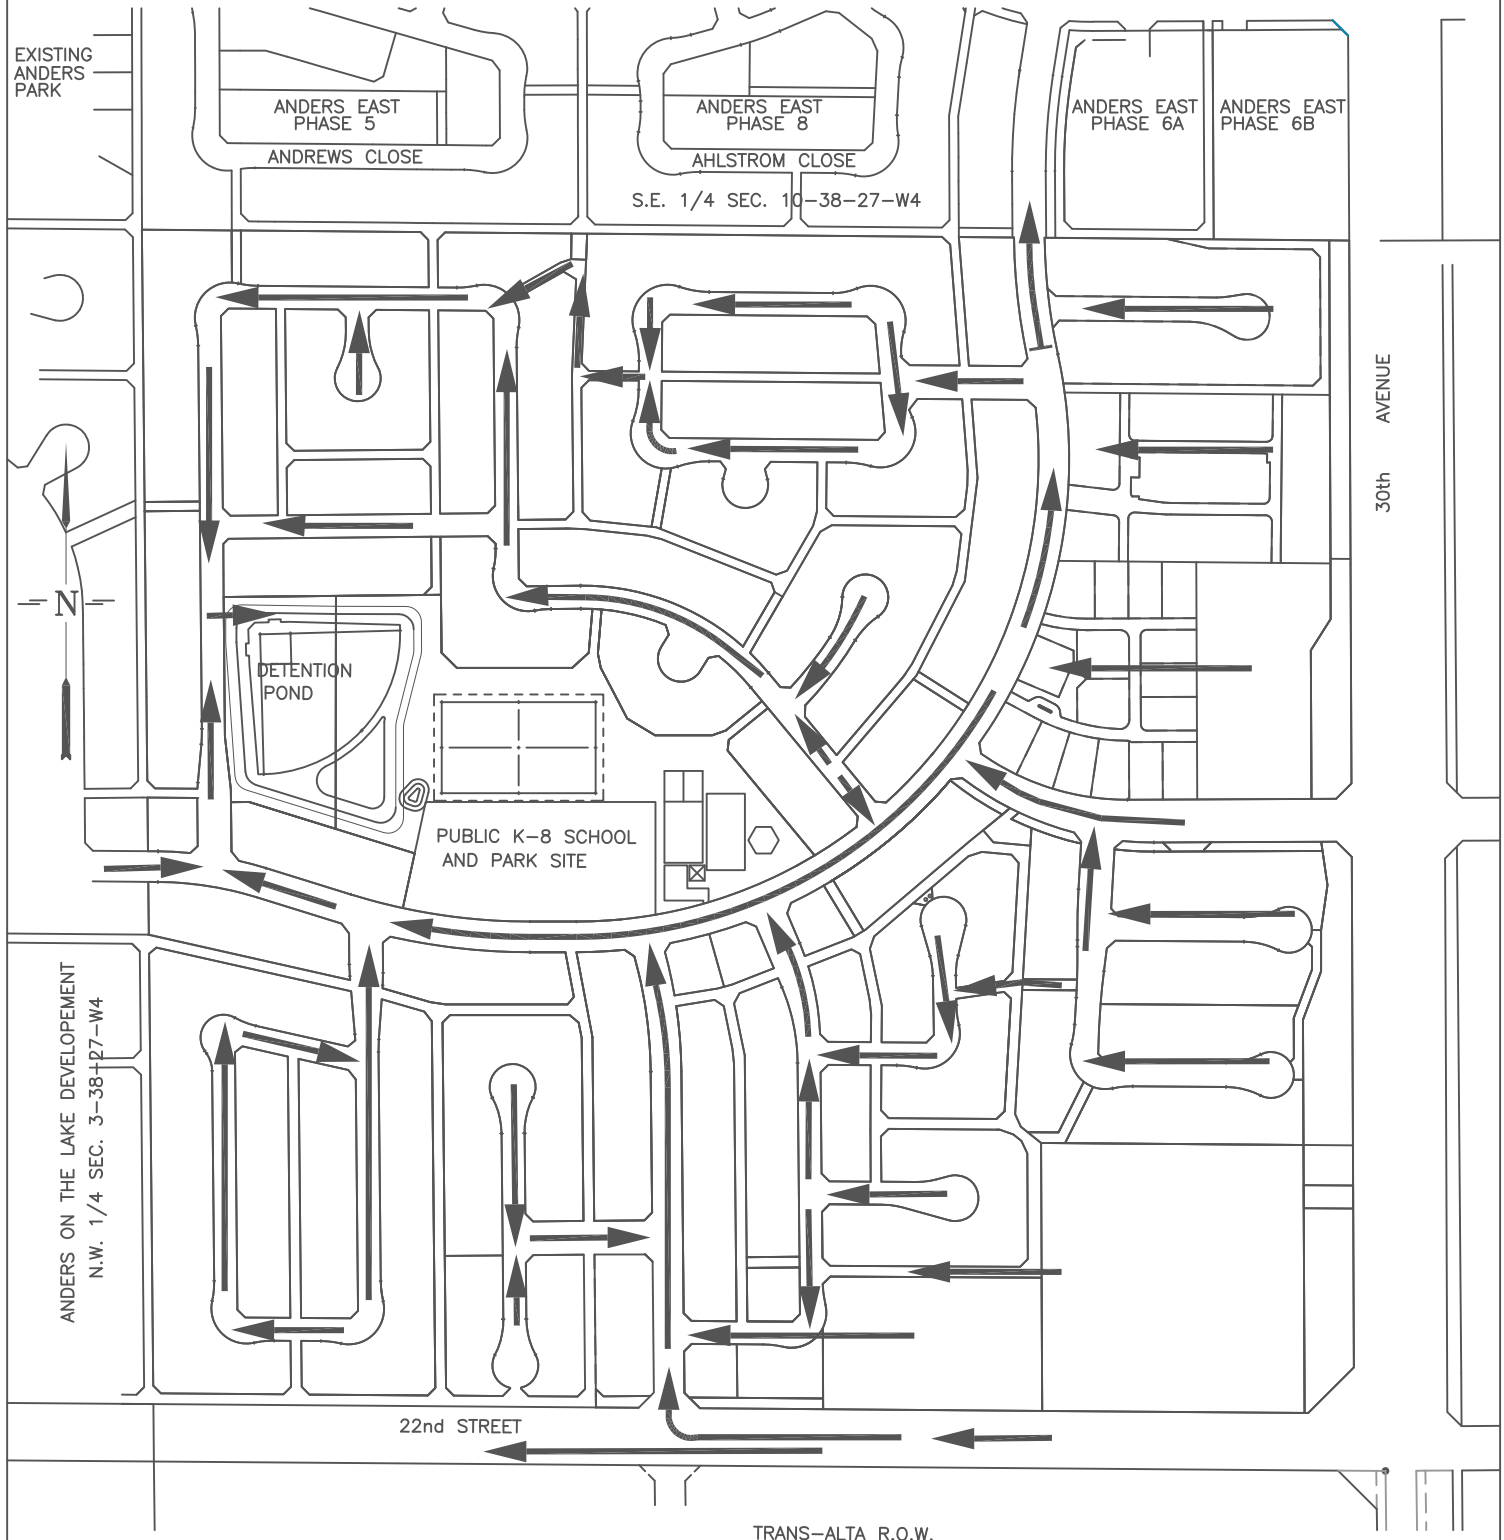 EXISTING
ANDERS
PARK
ANDERS EAST
PHASE 5
ANDERS EAST
PHASE 8
ANDERS EAST
PHASE 6A
ANDERS EAST
PHASE 6B
ANDREWS CLOSE
AHLSTROM CLOSE
S.E. 1/4 SEC. 10-38-27-W4
30th AVENUE
N
DETENTION
POND
PUBLIC K-8 SCHOOL
AND PARK SITE
ANDERS ON THE LAKE DEVELOPEMENT
N.W. 1/4 SEC. 3-38-27-W4
22nd STREET
TRANS-ALTA R.O.W.